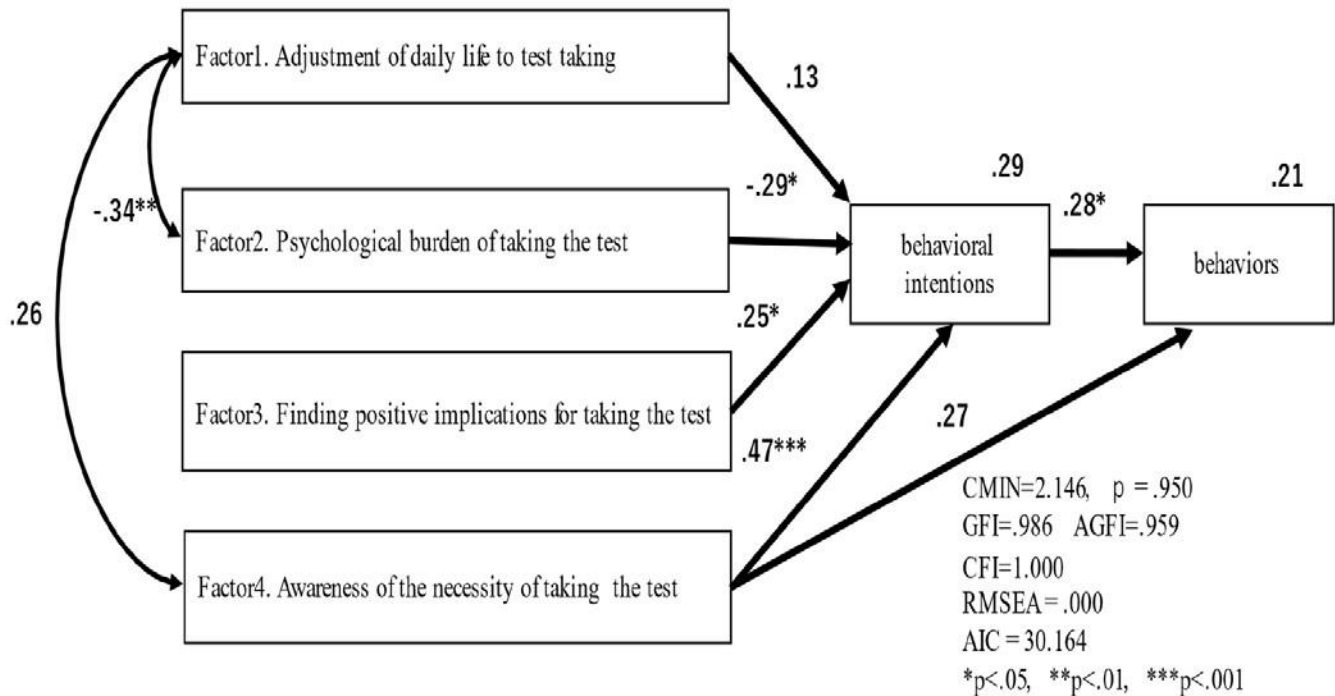 Factor1. Adjustment of daily life to test taking
.13
-.29*
.29
.21
-.34**
Factor2. Psychological burden of taking the test
.28*
behavioral
intentions
behaviors
.26
.25*
Factor3. Finding positive implications for taking the test
.47***
.27
Factor4. Awareness of the necessity of taking the test
CMIN=2.146, p = .950
GFI=.986 AGFI=.959
CFI=1.000
RMSEA= .000
AIC = 30.164
*p<.05, **p<.01, ***p<.001